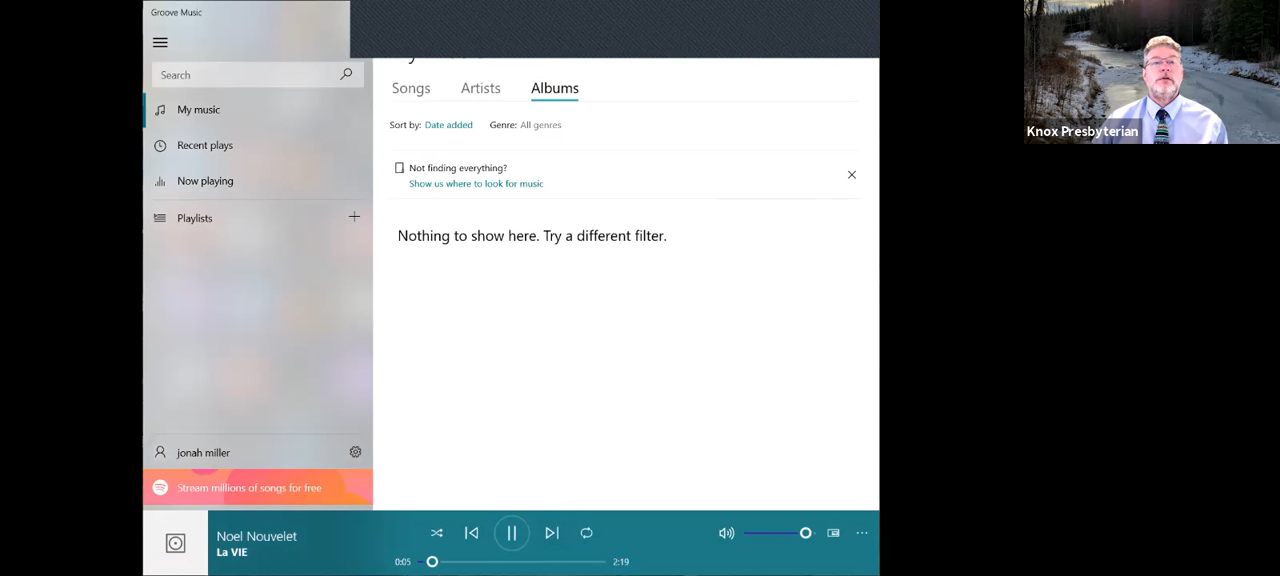 Groove Music
Search
My music
Recent plays
Now playing
Playlists
jonah miller
Stream millions of songs for free
Songs Artists Albums
Sort by: Date added Genre: All genres
Not finding everything?
Show us where to look for music
Nothing to show here. Try a different filter.
Noel Nouvelet
La VIE
0:05 2:19
Knox Presbyterian